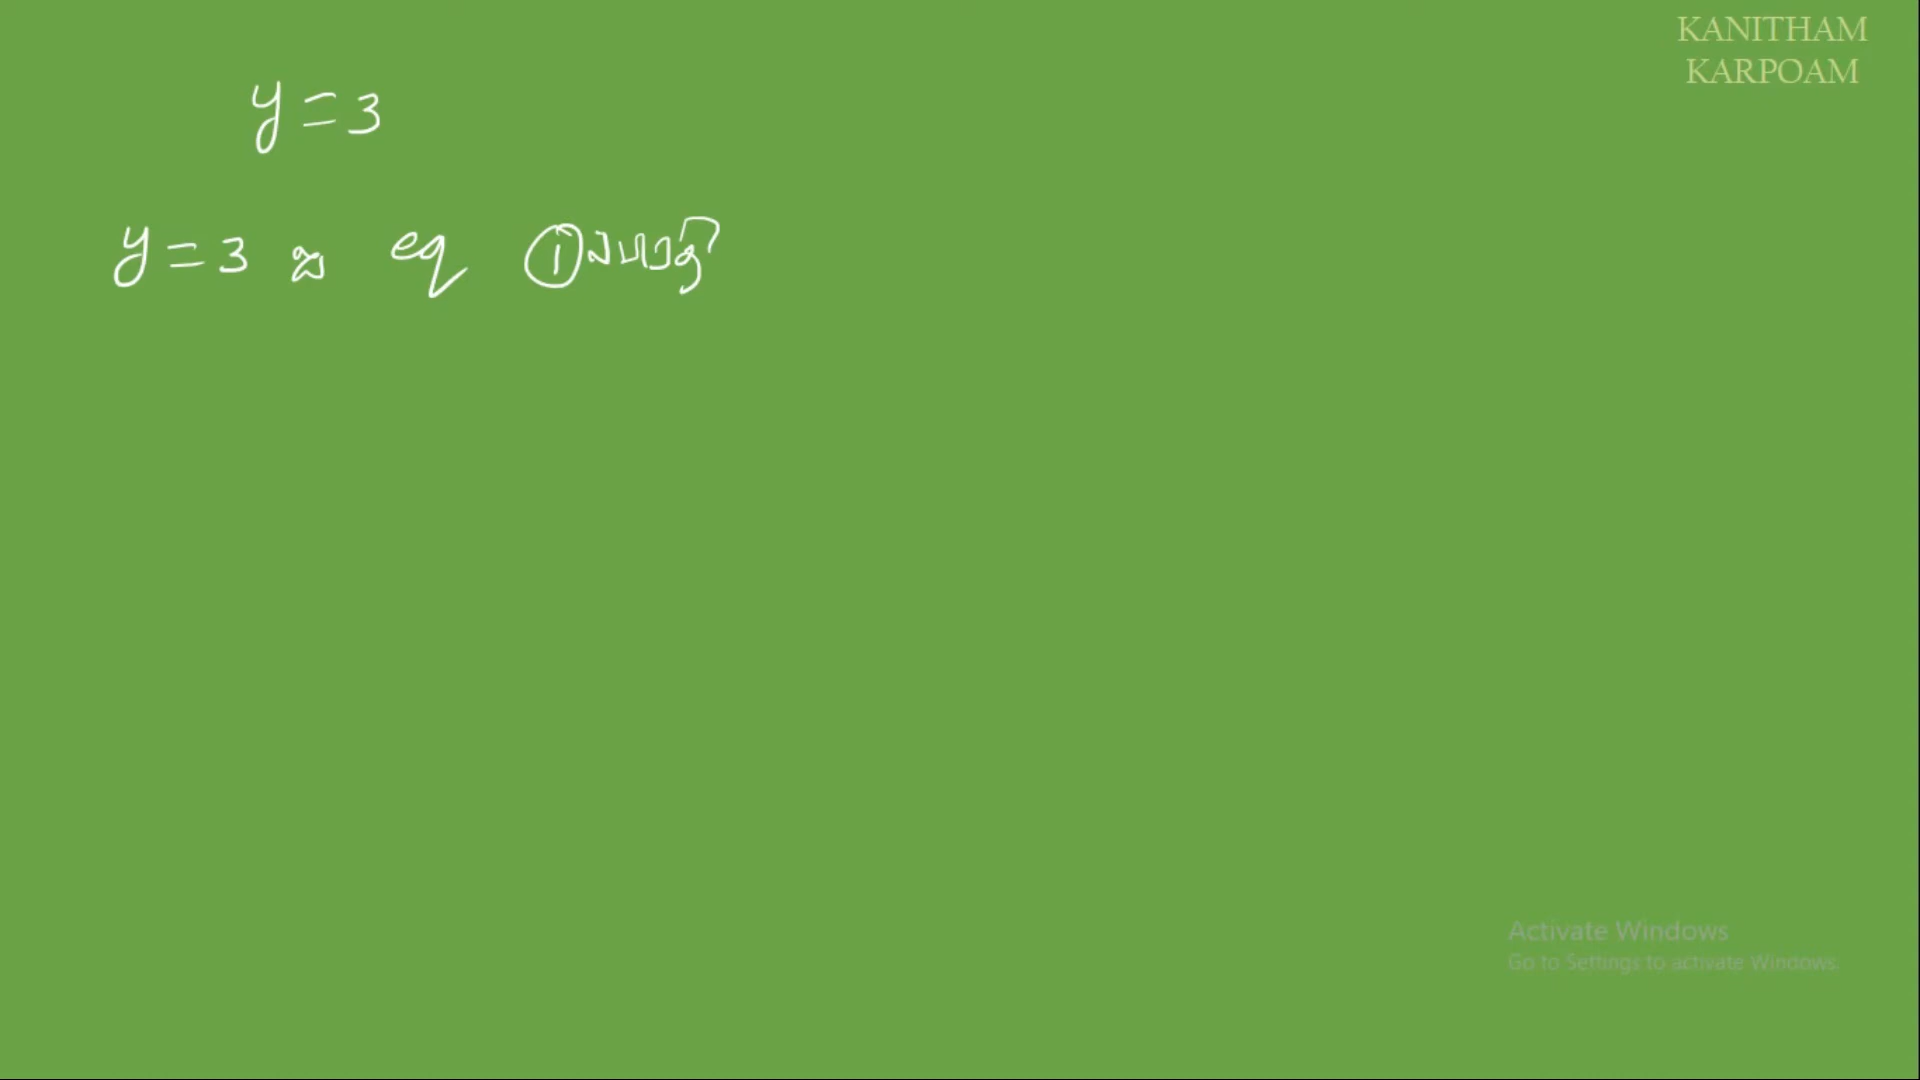 KANITHAM
KARPOAM
y = 3
y = 3 ஐ eq ①ல் பிரதி
Activate Windows
Go to Settings to activate Windows.